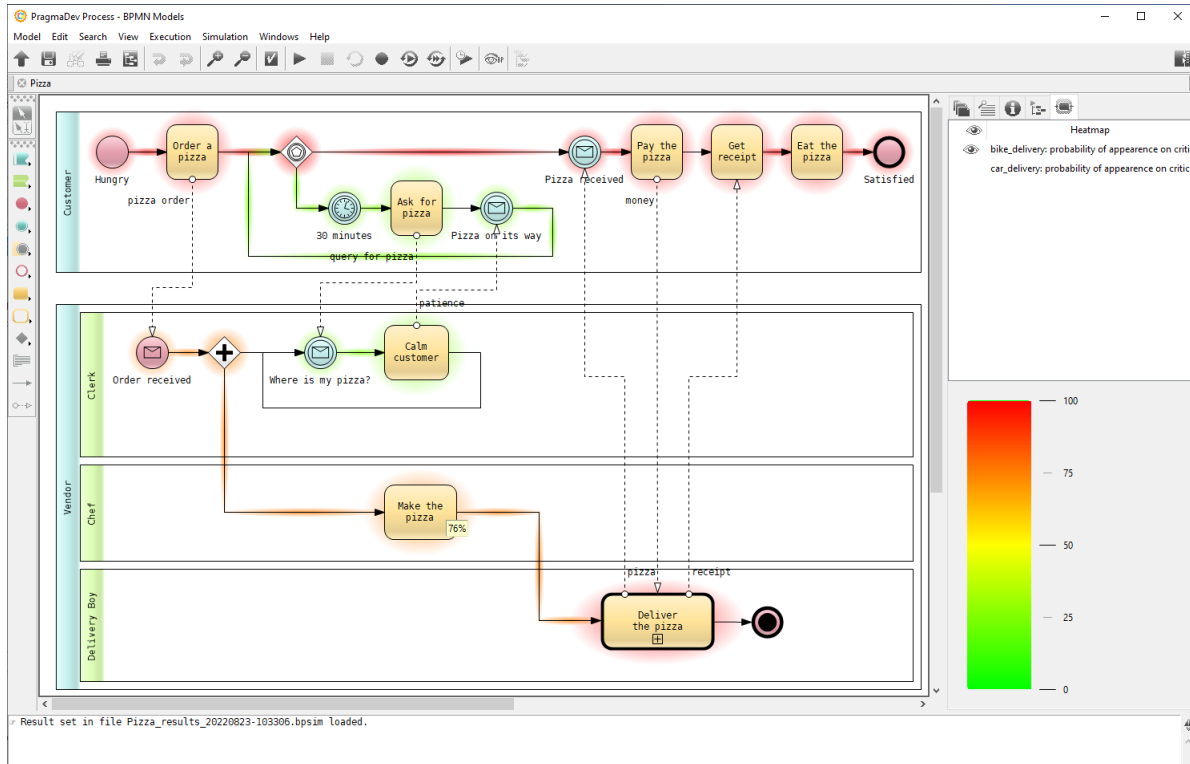 PragmaDev Process - BPMN Models
Model Edit Search View Execution Simulation Windows Help
Pizza
Customer
Hungry
Order a
pizza
pizza order
30 minutes
Ask for
pizza
query for pizza
Pizza on its way
Pizza received
Pay the
pizza
money
Get
receipt
Eat the
pizza
Satisfied
patience
Vendor
Clerk
Order received
Where is my pizza?
Calm
customer
Chef
Make the
pizza
76%
Delivery Boy
pizza
receipt
Deliver
the pizza
Heatmap
bike_delivery: probability of appearence on criti
car_delivery: probability of appearence on critic
100
75
50
25
0
Result set in file Pizza_results_20220823-103306.bpsim loaded.